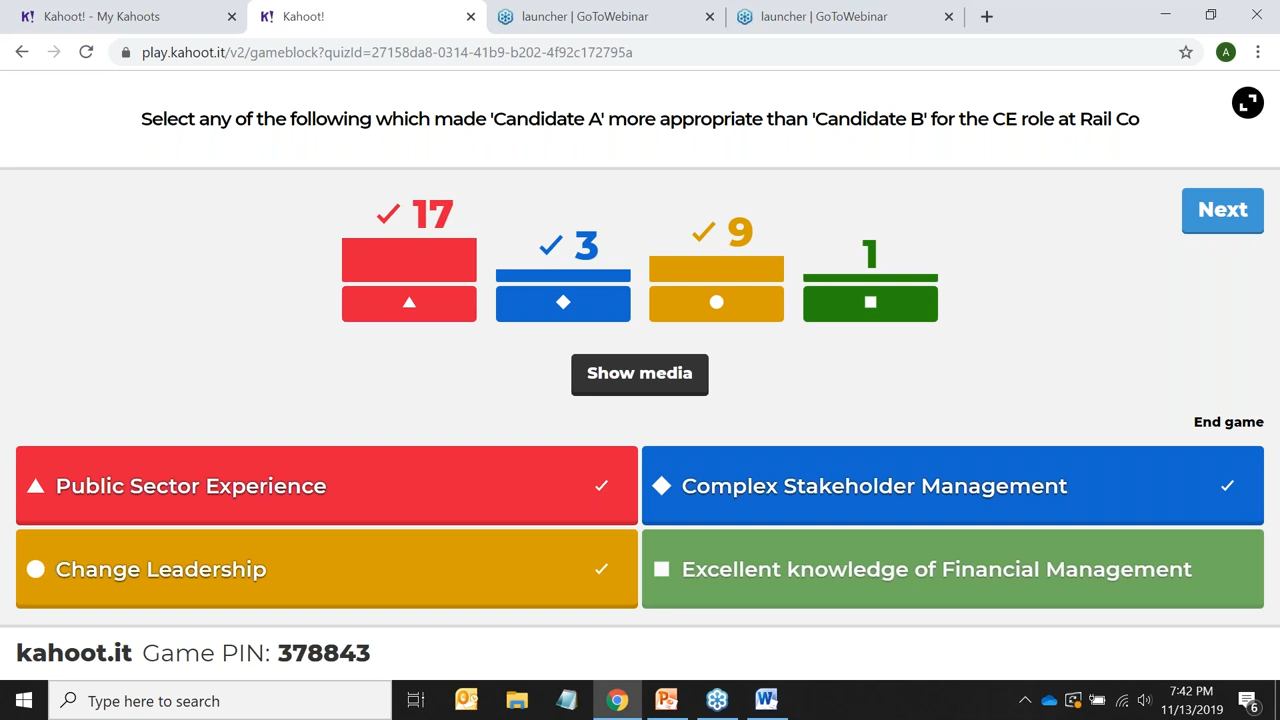 K! Kahoot! - My Kahoots
K! Kahoot!
launcher | GoToWebinar
launcher | GoToWebinar
play.kahoot.it/v2/gameblock?quizId=27158da8-0314-41b9-b202-4f92c172795a
A
Select any of the following which made 'Candidate A' more appropriate than 'Candidate B' for the CE role at Rail Co
17
3
9
1
Next
Show media
End game
Public Sector Experience
Complex Stakeholder Management
Change Leadership
Excellent knowledge of Financial Management
kahoot.it Game PIN: 378843
Type here to search
7:42 PM
11/13/2019
6